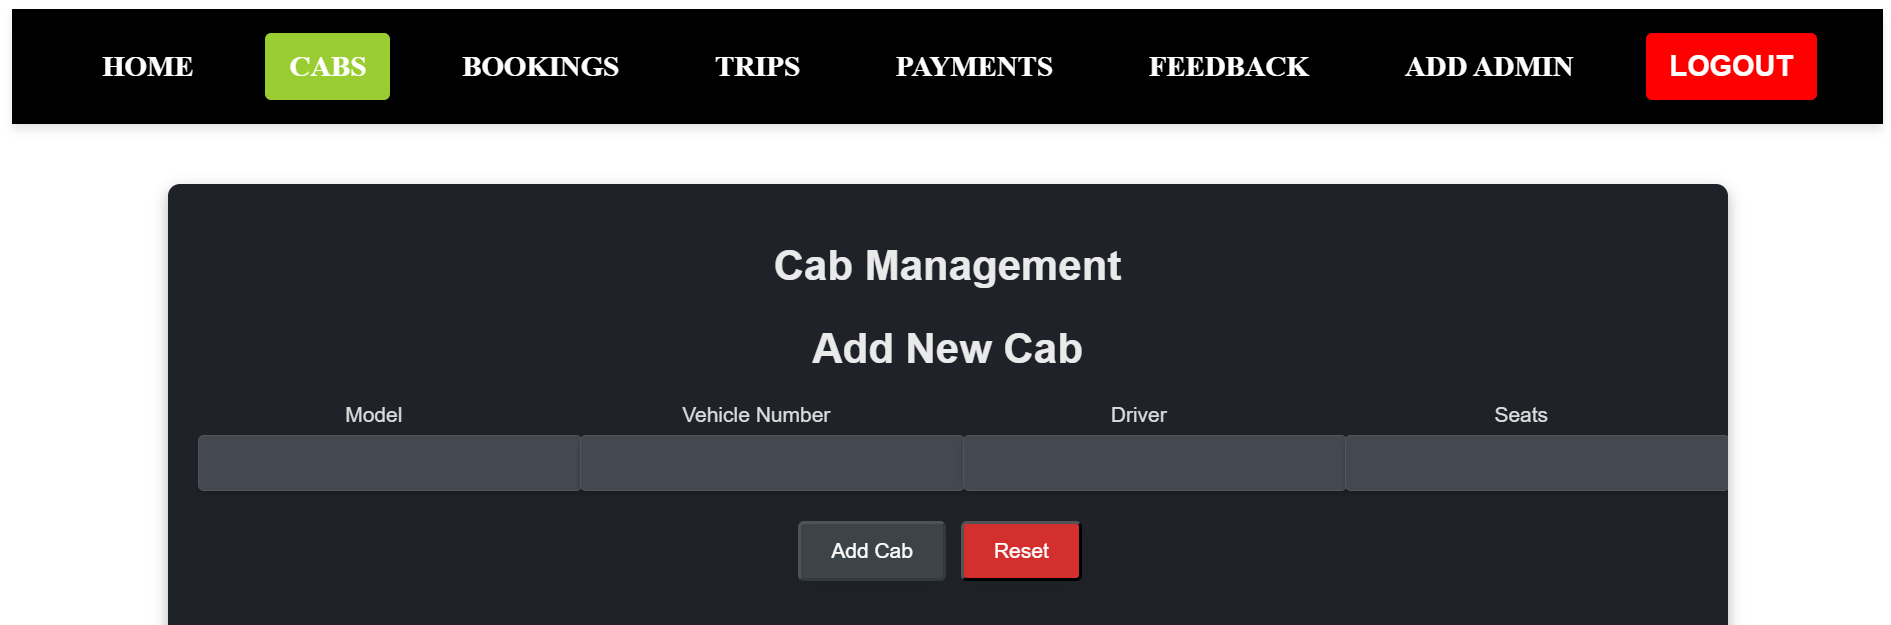 HOME CABS BOOKINGS TRIPS PAYMENTS FEEDBACK ADD ADMIN LOGOUT
Cab Management
Add New Cab
Model Vehicle Number Driver Seats
Add Cab Reset